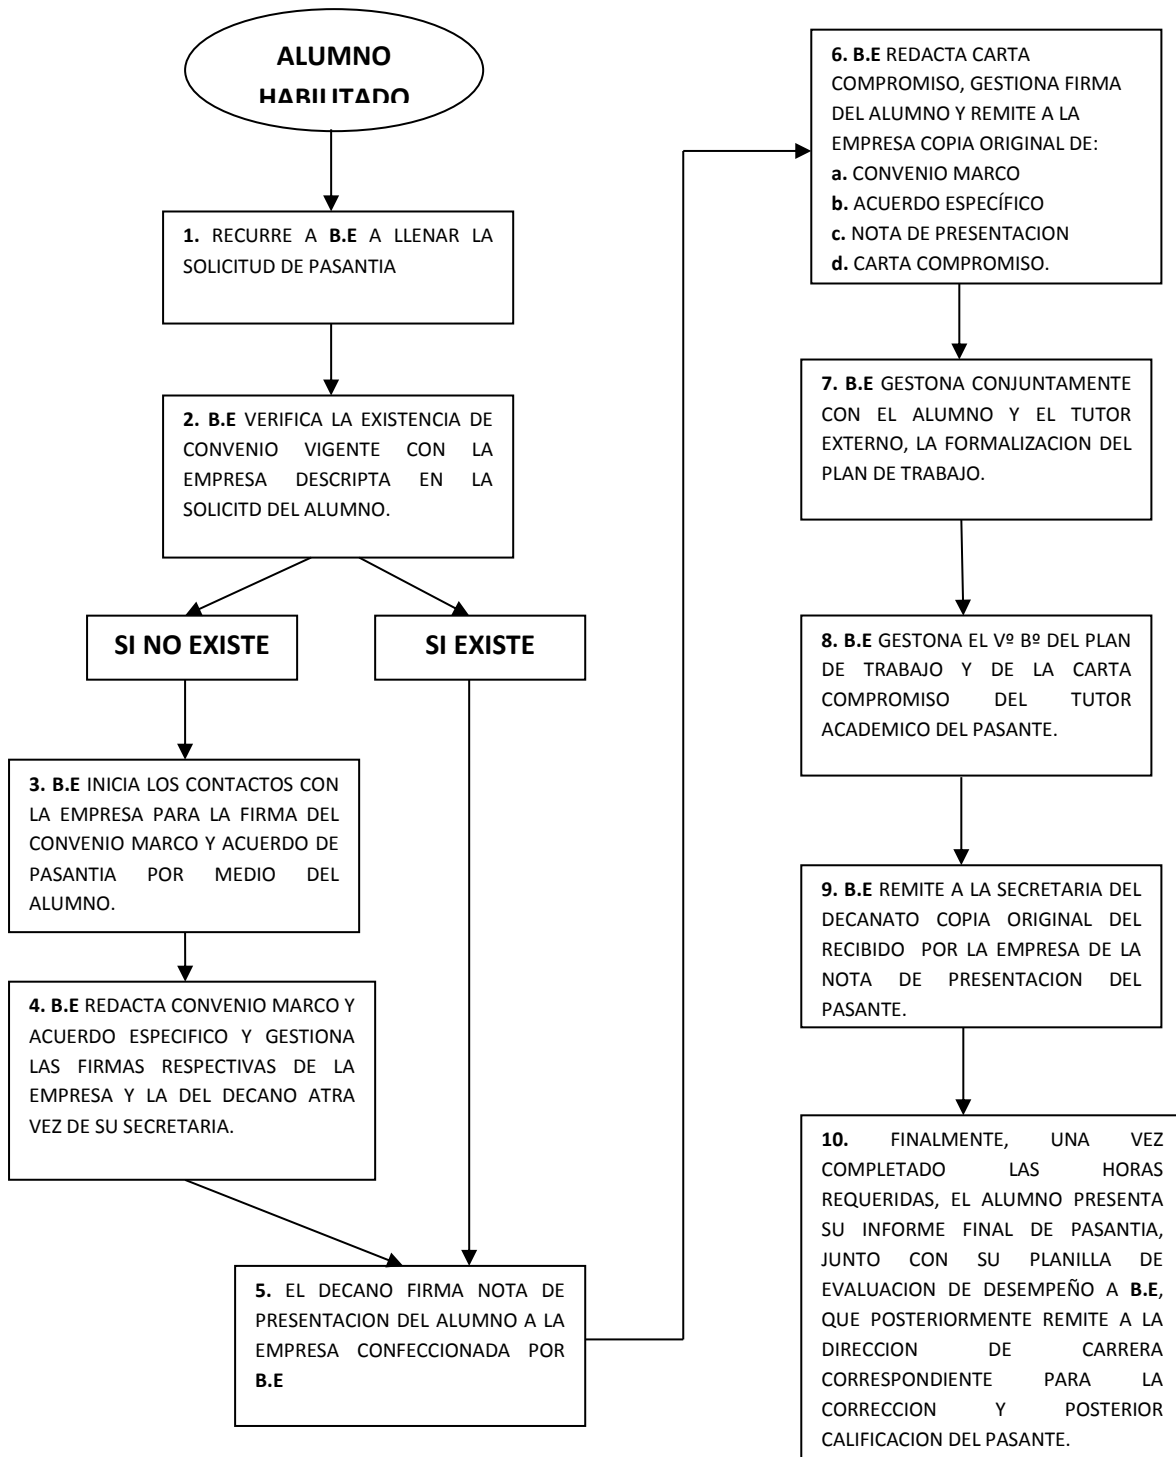 ALUMNO
HABILITADO
1. RECURRE A B.E A LLENAR LA
SOLICITUD DE PASANTIA
2. B.E VERIFICA LA EXISTENCIA DE
CONVENIO VIGENTE CON LA
EMPRESA DESCRIPTA EN LA
SOLICITD DEL ALUMNO.
SI NO EXISTE
SI EXISTE
3. B.E INICIA LOS CONTACTOS CON
LA EMPRESA PARA LA FIRMA DEL
CONVENIO MARCO Y ACUERDO DE
PASANTIA POR MEDIO DEL
ALUMNO.
4. B.E REDACTA CONVENIO MARCO Y
ACUERDO ESPECIFICO Y GESTIONA
LAS FIRMAS RESPECTIVAS DE LA
EMPRESA Y LA DEL DECANO ATRA
VEZ DE SU SECRETARIA.
5. EL DECANO FIRMA NOTA DE
PRESENTACION DEL ALUMNO A LA
EMPRESA CONFECCIONADA POR
B.E
6. B.E REDACTA CARTA
COMPROMISO, GESTIONA FIRMA
DEL ALUMNO Y REMITE A LA
EMPRESA COPIA ORIGINAL DE:
a. CONVENIO MARCO
b. ACUERDO ESPECÍFICO
c. NOTA DE PRESENTACION
d. CARTA COMPROMISO.
7. B.E GESTONA CONJUNTAMENTE
CON EL ALUMNO Y EL TUTOR
EXTERNO, LA FORMALIZACION DEL
PLAN DE TRABAJO.
8. B.E GESTONA EL Vº Bº DEL PLAN
DE TRABAJO Y DE LA CARTA
COMPROMISO DEL TUTOR
ACADEMICO DEL PASANTE.
9. B.E REMITE A LA SECRETARIA DEL
DECANATO COPIA ORIGINAL DEL
RECIBIDO POR LA EMPRESA DE LA
NOTA DE PRESENTACION DEL
PASANTE.
10. FINALMENTE, UNA VEZ
COMPLETADO LAS HORAS
REQUERIDAS, EL ALUMNO PRESENTA
SU INFORME FINAL DE PASANTIA,
JUNTO CON SU PLANILLA DE
EVALUACION DE DESEMPEÑO A B.E,
QUE POSTERIORMENTE REMITE A LA
DIRECCION DE CARRERA
CORRESPONDIENTE PARA LA
CORRECCION Y POSTERIOR
CALIFICACION DEL PASANTE.